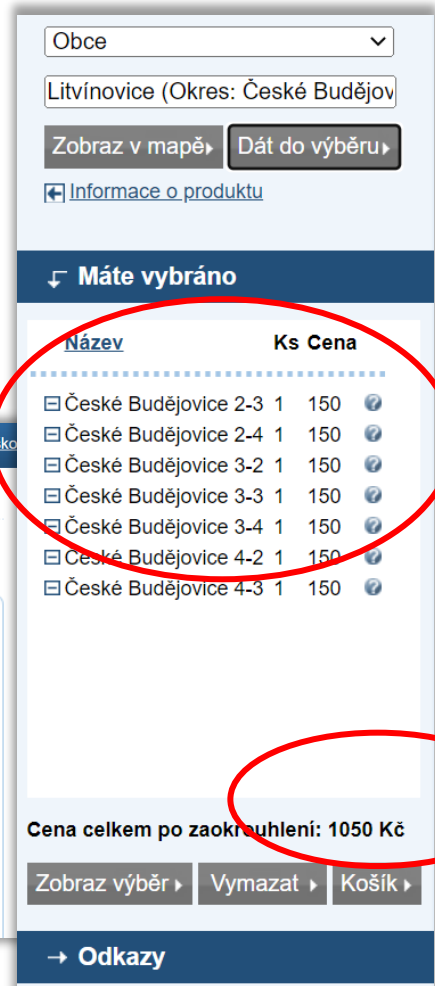 Obce
Litvínovice (Okres: České Budějov
Zobraz v mapě Dát do výběru
Informace o produktu
Máte vybráno
Název Ks Cena
České Budějovice 2-3 1 150
České Budějovice 2-4 1 150
České Budějovice 3-2 1 150
České Budějovice 3-3 1 150
České Budějovice 3-4 1 150
České Budějovice 4-2 1 150
České Budějovice 4-3 1 150
Cena celkem po zaokrouhlení: 1050 Kč
Zobraz výběr Vymazat Košík
→ Odkazy